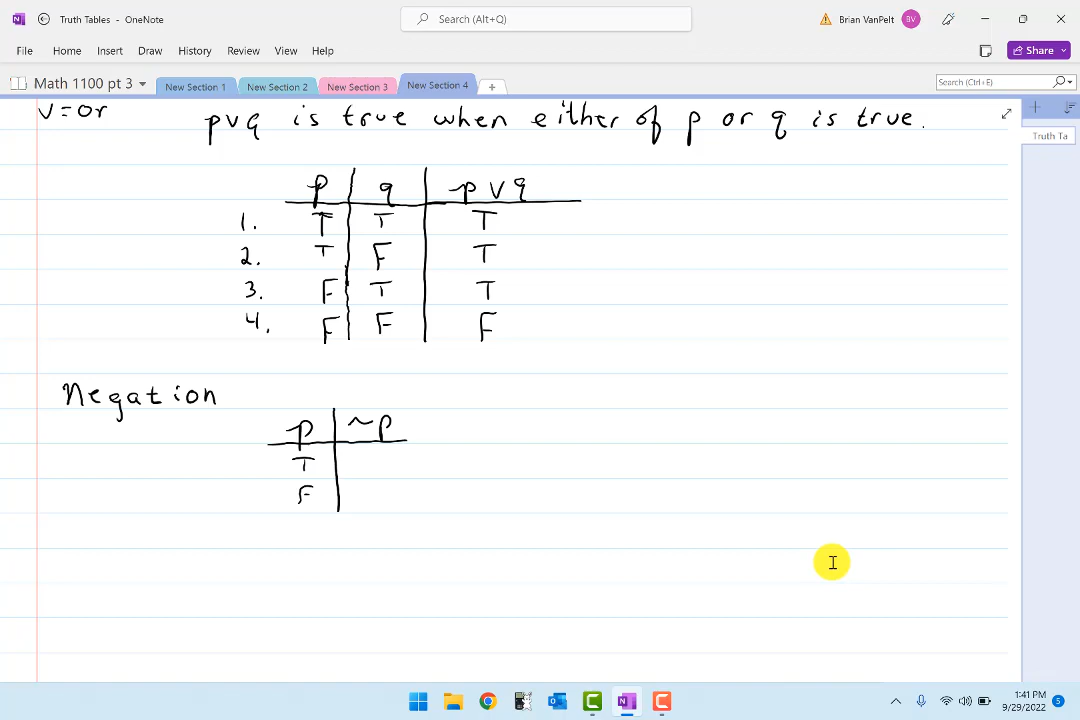 Truth Tables - OneNote
Search (Alt+Q)
Brian VanPelt BV
File Home Insert Draw History Review View Help
Share
Math 1100 pt 3 New Section 1 New Section 2 New Section 3 New Section 4 +
Search (Ctrl+E)
Truth Ta
V = or p v q is true when either of p or q is true.
p q p v q
1. T T T
2. T F T
3. F T T
4. F F F
Negation
p ~p
T
F
1:41 PM
9/29/2022
5